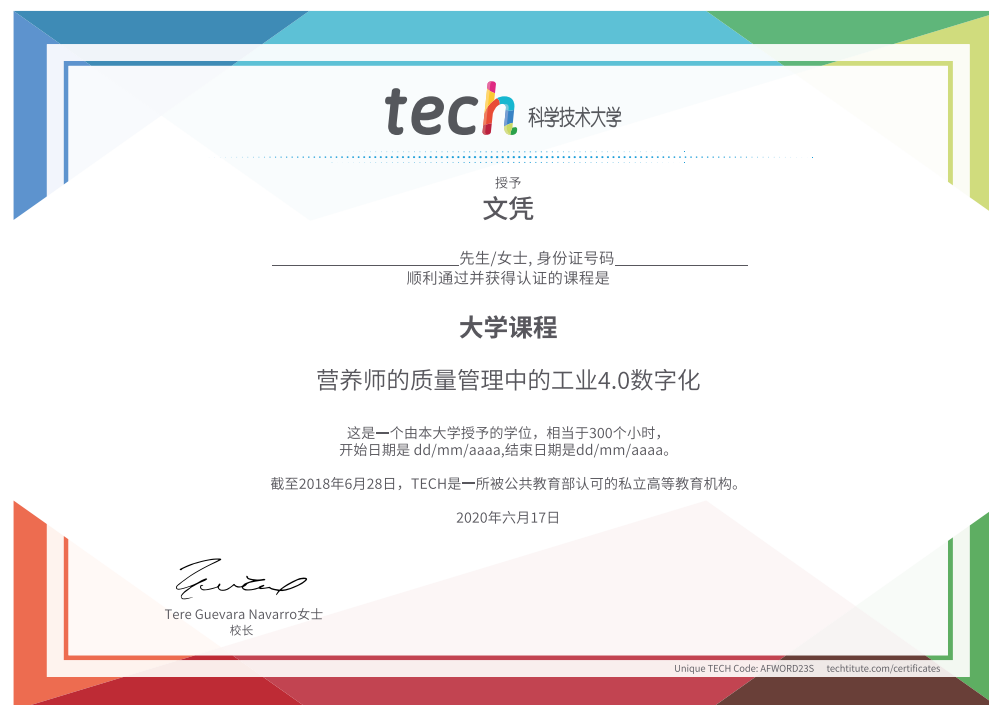 tech 科学技术大学
授予
文凭
先生/女士, 身份证号码
顺利通过并获得认证的课程是
大学课程
营养师的质量管理中的工业4.0数字化
这是一个由本大学授予的学位，相当于300个小时，
开始日期是 dd/mm/aaaa,结束日期是dd/mm/aaaa。
截至2018年6月28日，TECH是一所被公共教育部认可的私立高等教育机构。
2020年六月17日
Tere Guevara Navarro女士
校长
Unique TECH Code: AFWORD23S techtitute.com/certificates